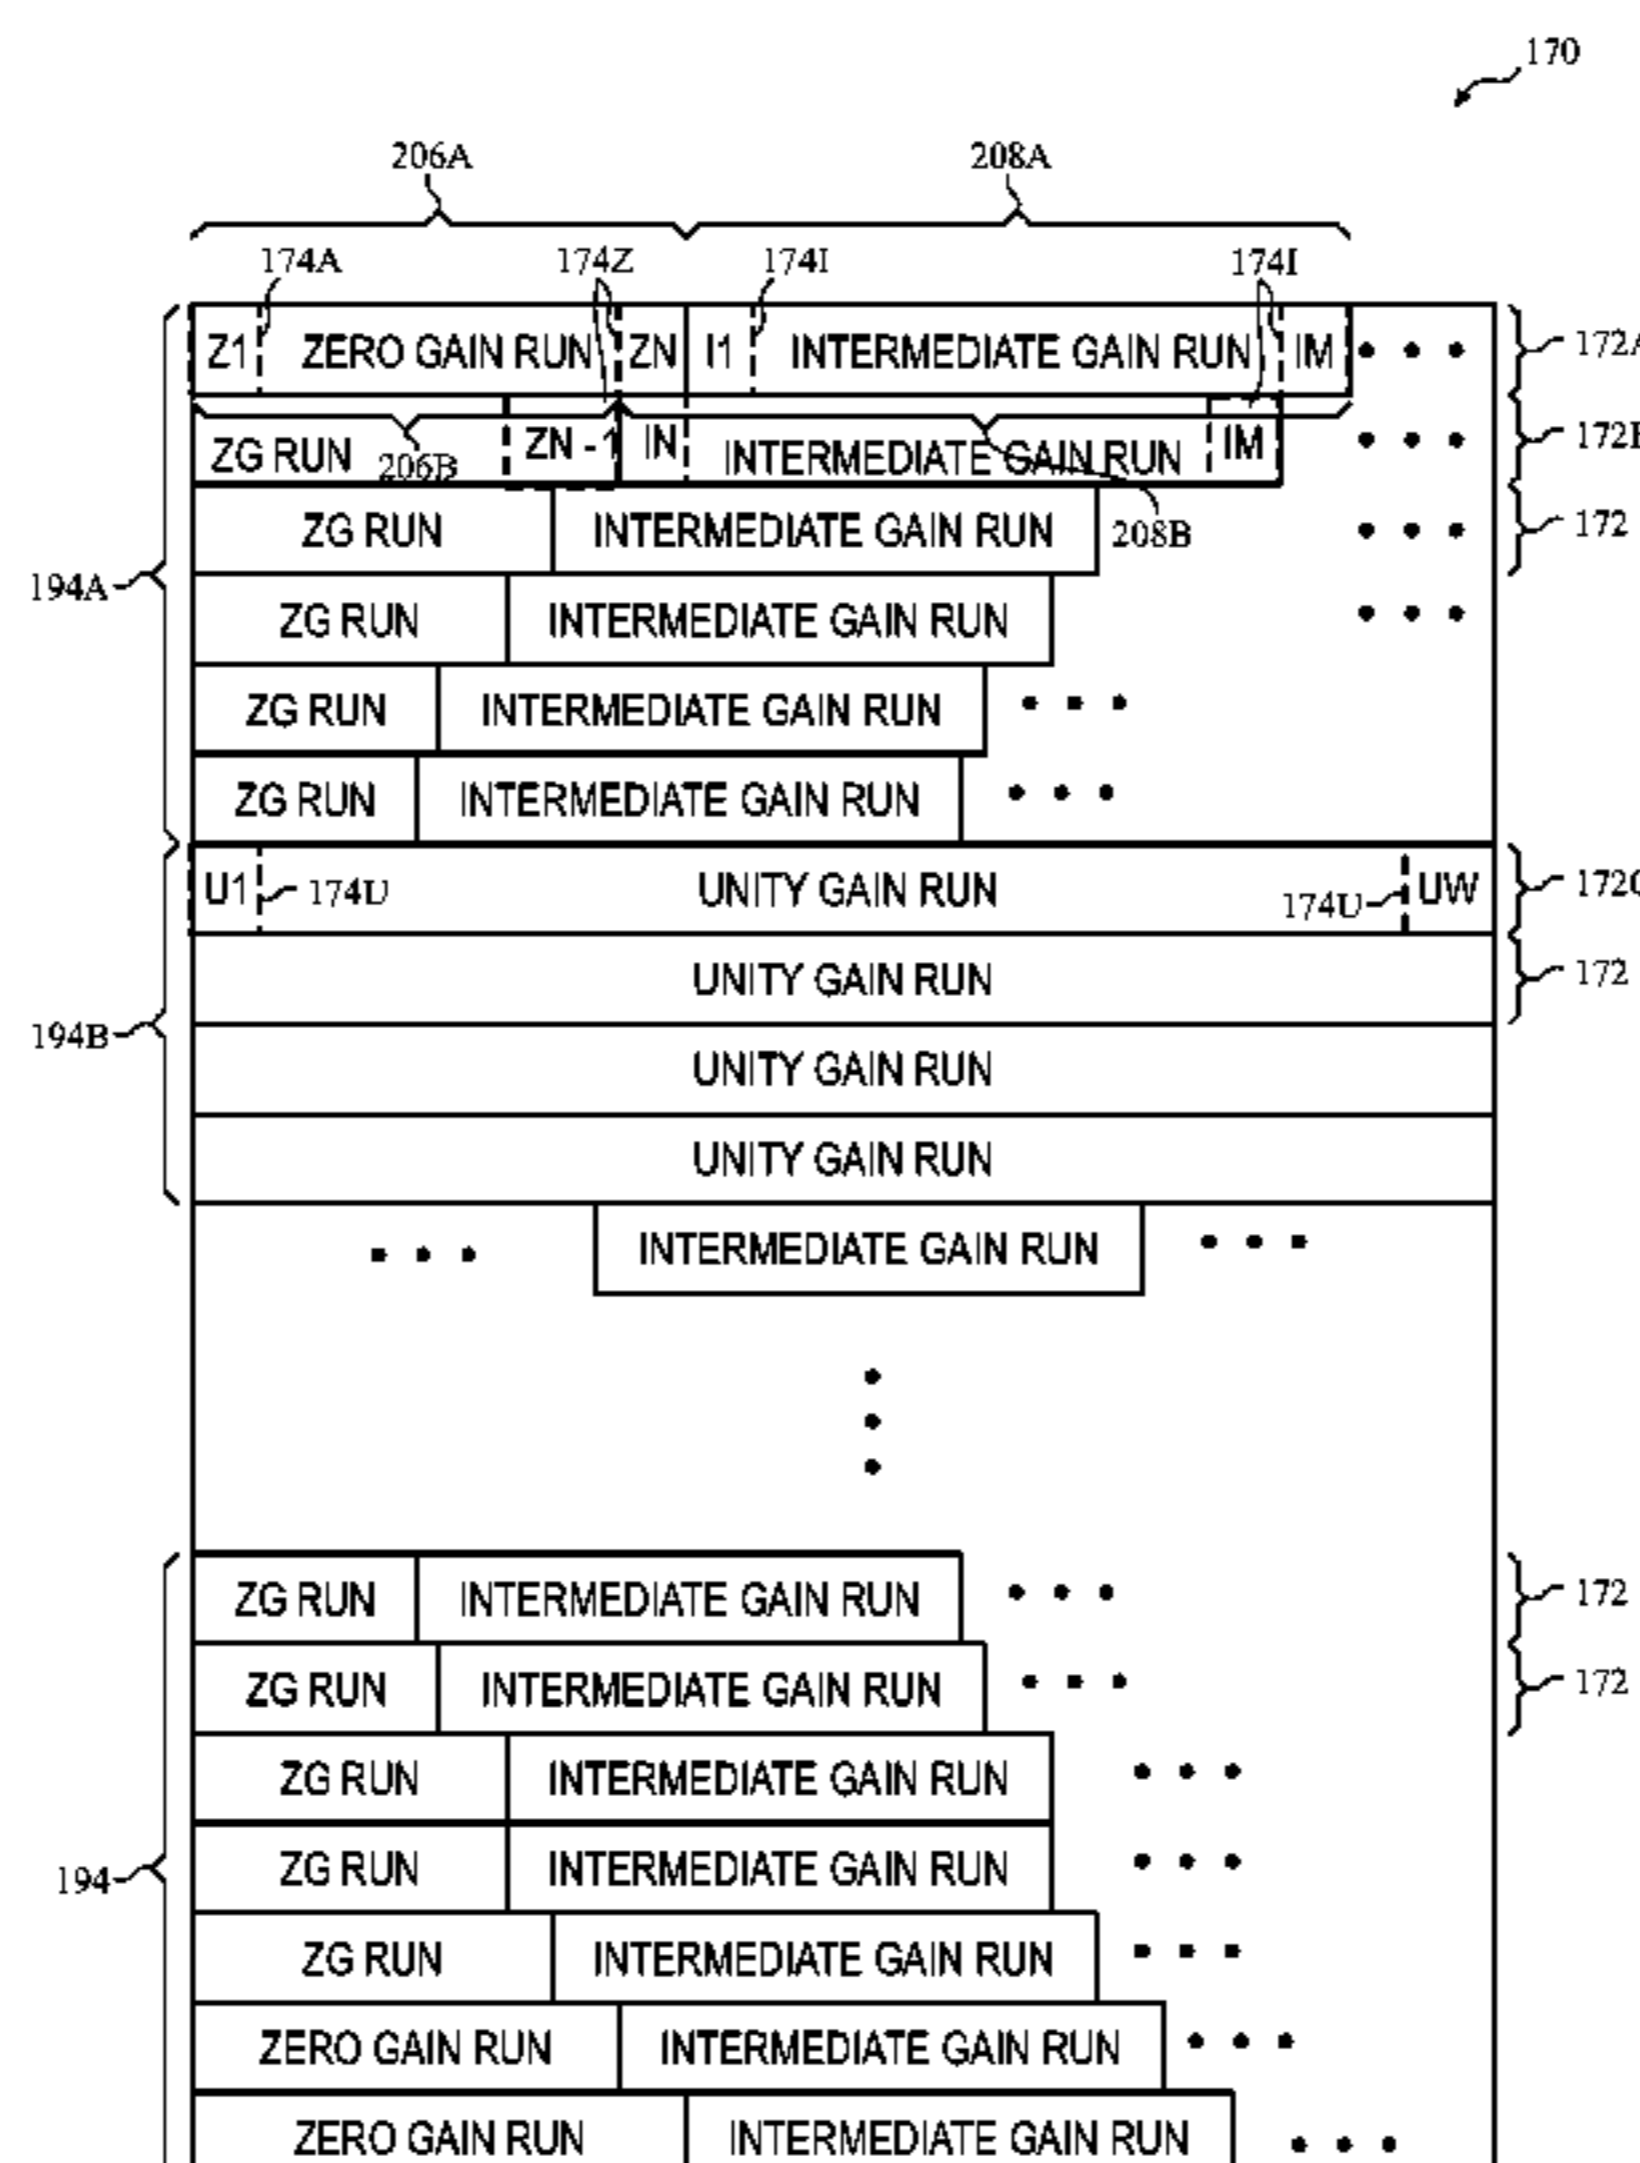 170
206A 208A
174A 174Z 174I 174I
Z1 ZERO GAIN RUN ZN I1 INTERMEDIATE GAIN RUN IM 172A
ZG RUN 206B ZN - 1 IN INTERMEDIATE GAIN RUN IM
ZG RUN INTERMEDIATE GAIN RUN 208B 172
194A
ZG RUN INTERMEDIATE GAIN RUN
ZG RUN INTERMEDIATE GAIN RUN
ZG RUN INTERMEDIATE GAIN RUN
U1 174U UNITY GAIN RUN 174U UW
UNITY GAIN RUN 172
194B
UNITY GAIN RUN
UNITY GAIN RUN
INTERMEDIATE GAIN RUN
ZG RUN INTERMEDIATE GAIN RUN 172
ZG RUN INTERMEDIATE GAIN RUN 172
ZG RUN INTERMEDIATE GAIN RUN
194 ZG RUN INTERMEDIATE GAIN RUN
ZG RUN INTERMEDIATE GAIN RUN
ZERO GAIN RUN INTERMEDIATE GAIN RUN
ZERO GAIN RUN INTERMEDIATE GAIN RUN